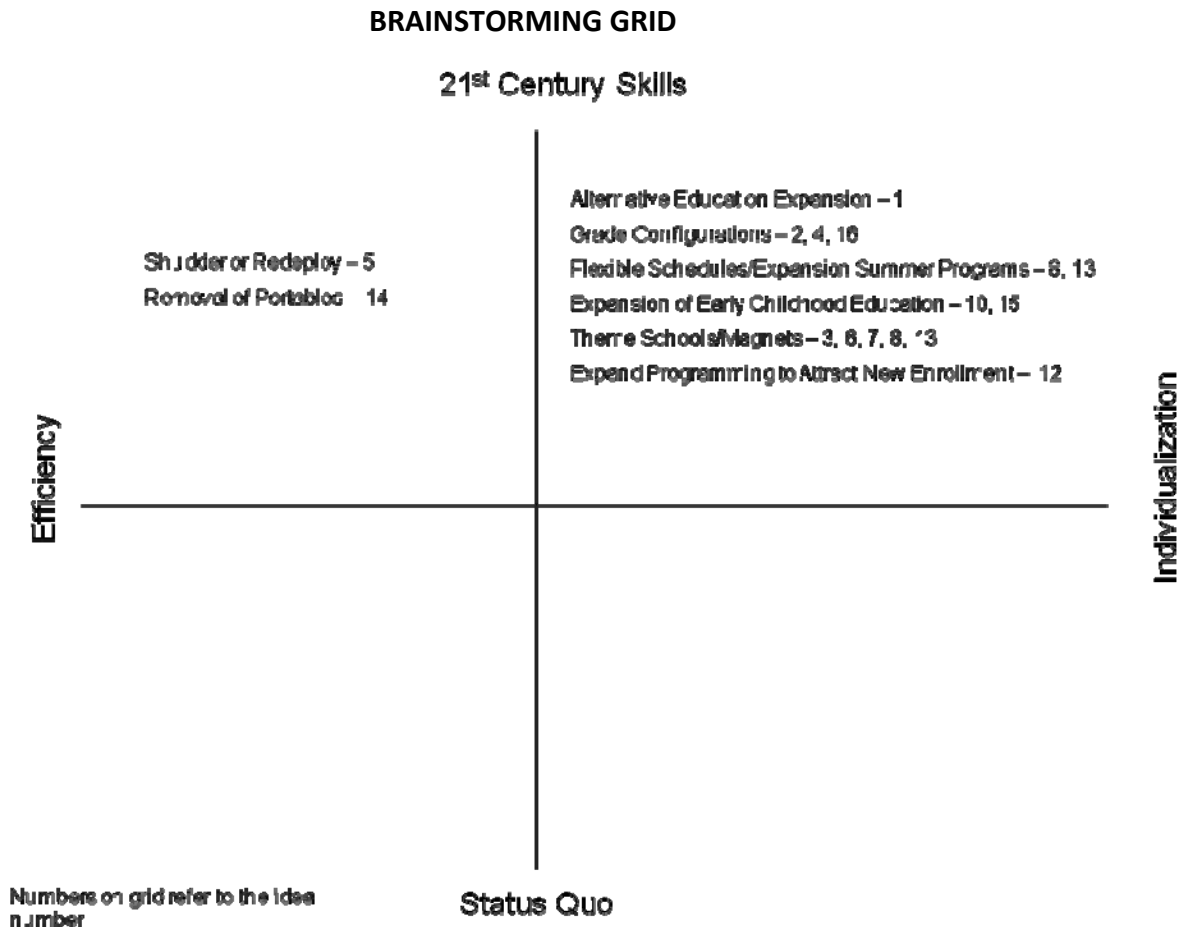 BRAINSTORMING GRID
21st Century Skills
Alternative Education Expansion – 1
Grade Configurations – 2, 4, 16
Shudder or Redeploy – 5
Flexible Schedules/Expansion Summer Programs – 8, 13
Removal of Portables 14
Expansion of Early Childhood Education – 10, 15
Theme Schools/Magnets – 3, 6, 7, 8, 13
Expand Programming to Attract New Enrollment – 12
Efficiency
Individualization
Numbers on grid refer to the idea
number
Status Quo